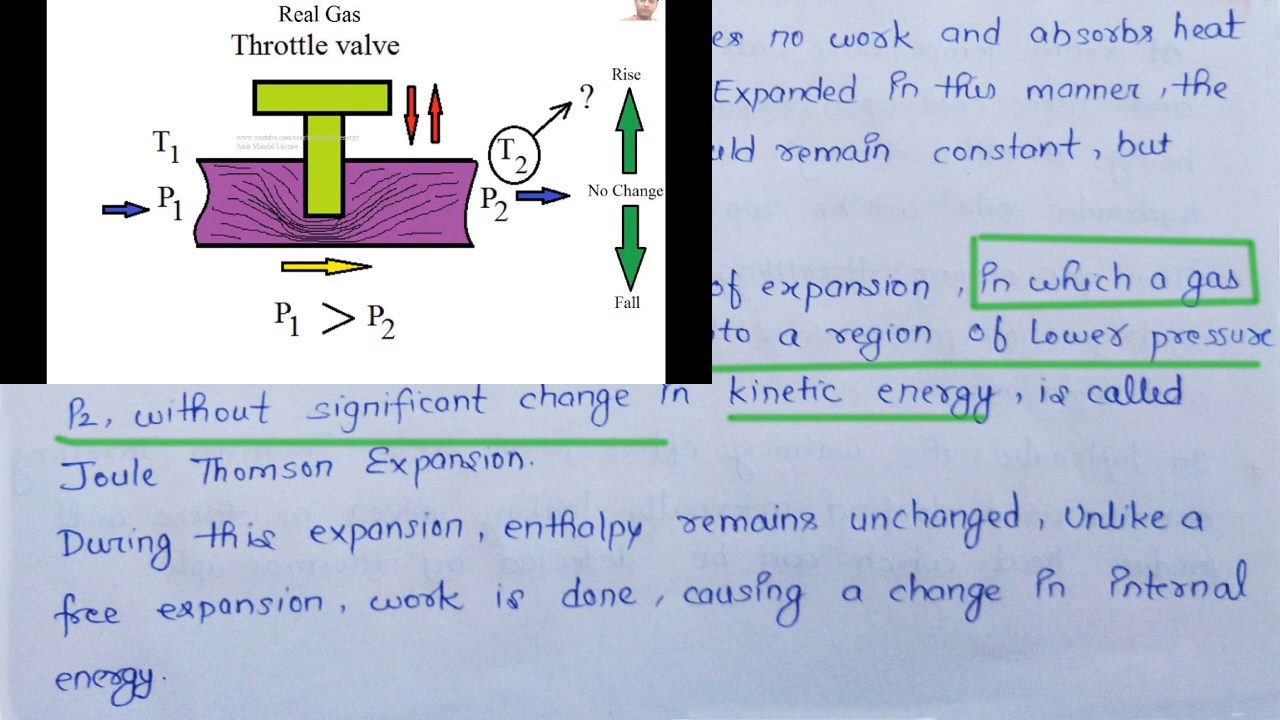 Real Gas
Throttle valve
Rise
?
T1
T2
P1
P2
No Change
Fall
P1 > P2
es no work and absorbs heat
Expanded in this manner, the
uld remain constant, but
of expansion, in which a gas
to a region of lower pressure
P2, without significant change in kinetic energy, is called
Joule Thomson Expansion.
During this expansion, enthalpy remains unchanged, Unlike a
free expansion, work is done, causing a change in internal
energy.